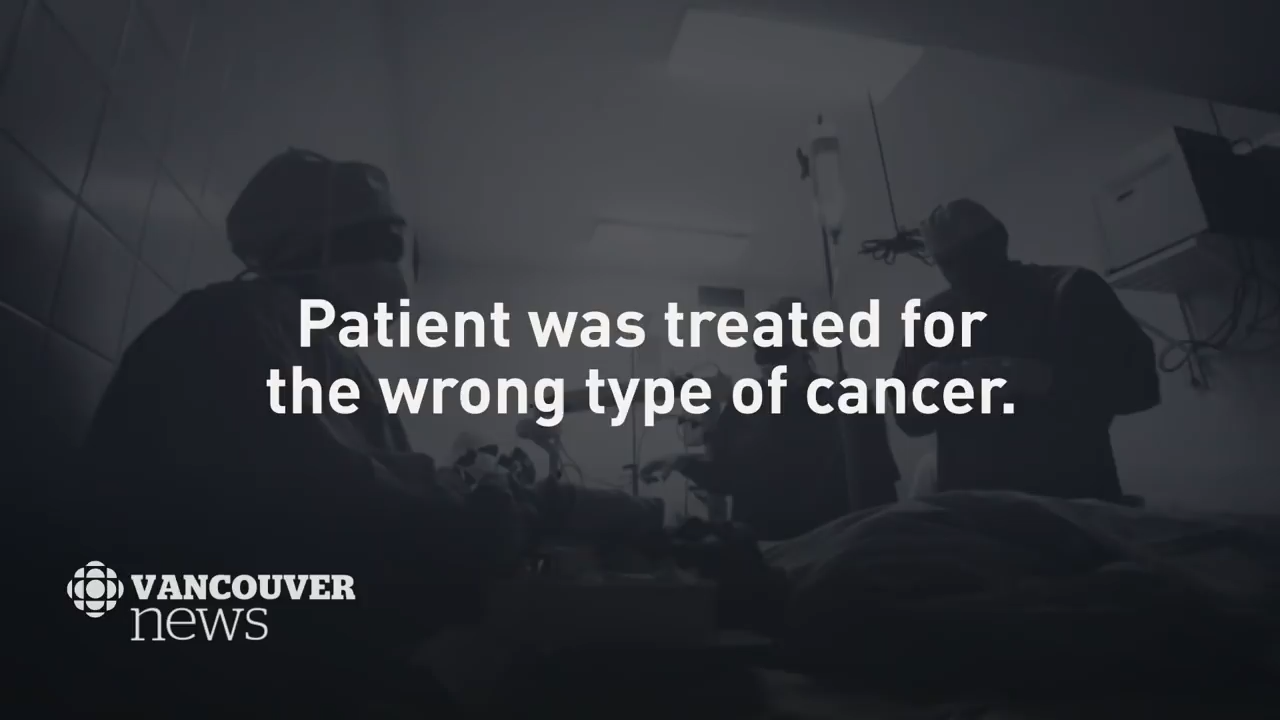 Patient was treated for
the wrong type of cancer.
VANCOUVER
news